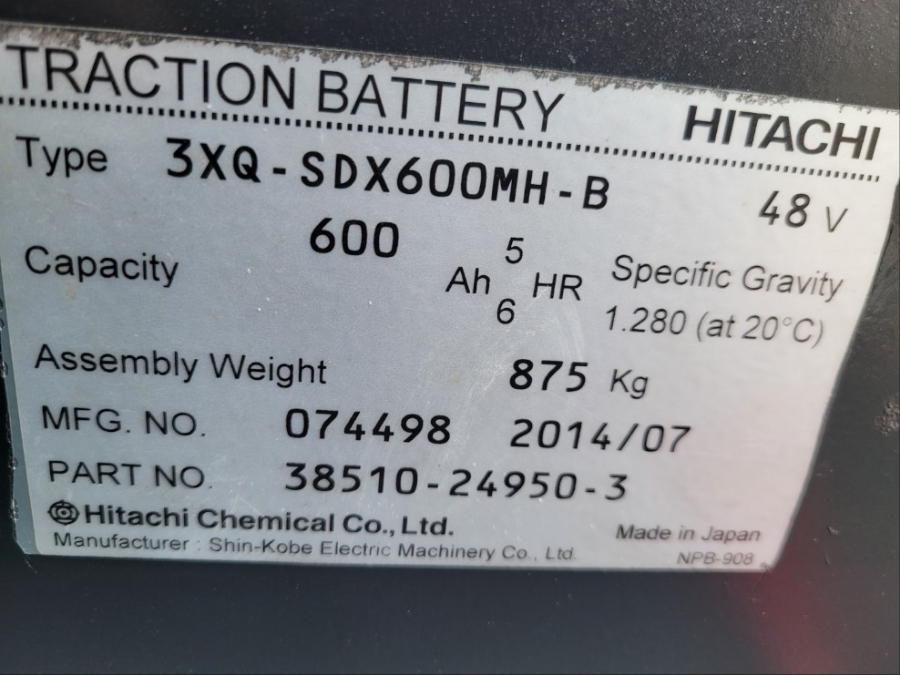 TRACTION BATTERY HITACHI
Type 3XQ-SDX600MH-B 48 V
Capacity 600 Ah 5 HR Specific Gravity
6 1.280 (at 20°C)
Assembly Weight 875 Kg
MFG. NO. 074498 2014/07
PART NO. 38510-24950-3
Hitachi Chemical Co., Ltd. Made in Japan
Manufacturer : Shin-Kobe Electric Machinery Co., Ltd. NPB-908